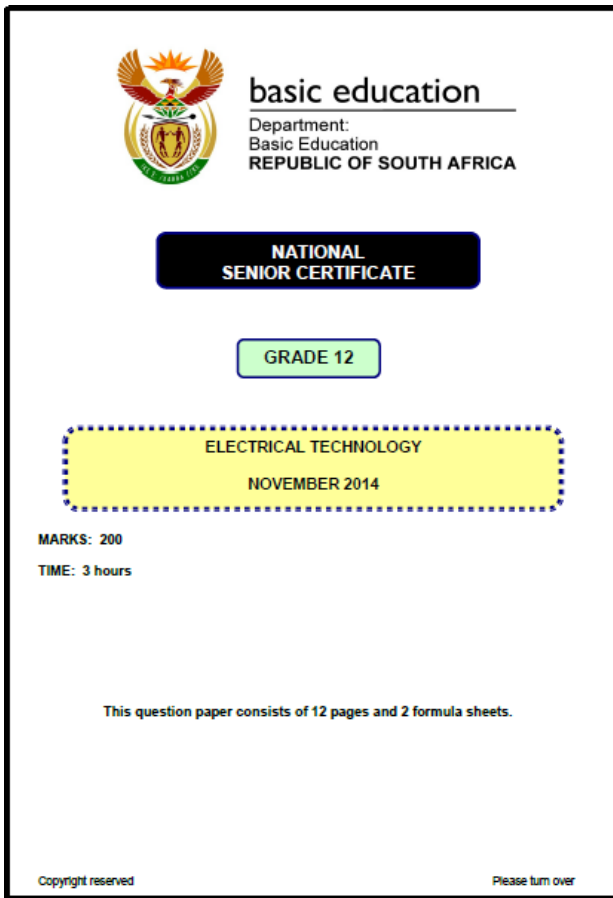 basic education
Department:
Basic Education
REPUBLIC OF SOUTH AFRICA
NATIONAL
SENIOR CERTIFICATE
GRADE 12
ELECTRICAL TECHNOLOGY
NOVEMBER 2014
MARKS: 200
TIME: 3 hours
This question paper consists of 12 pages and 2 formula sheets.
Copyright reserved
Please turn over